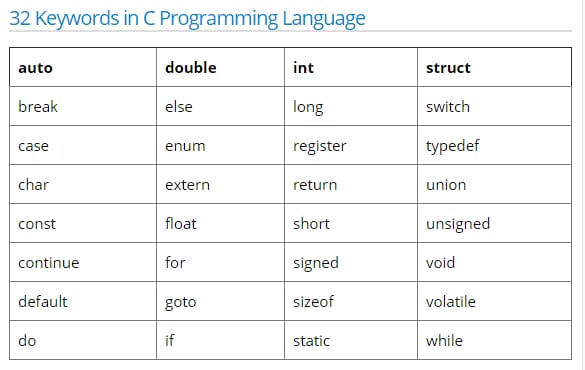 32 Keywords in C Programming Language
auto double int struct
break else long switch
case enum register typedef
char extern return union
const float short unsigned
continue for signed void
default goto sizeof volatile
do if static while